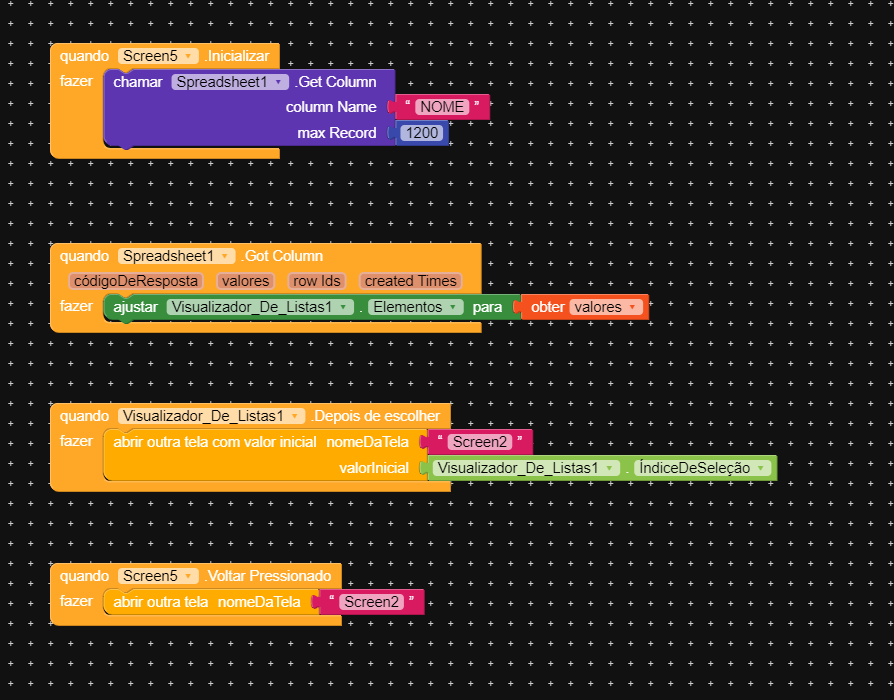 quando Screen5 .Inicializar
fazer chamar Spreadsheet1 .Get Column
column Name " NOME "
max Record 1200
quando Spreadsheet1 .Got Column
códigoDeResposta valores row Ids created Times
fazer ajustar Visualizador_De_Listas1 . Elementos para obter valores
quando Visualizador_De_Listas1 .Depois de escolher
fazer abrir outra tela com valor inicial nomeDaTela " Screen2 "
valorInicial Visualizador_De_Listas1 . ÍndiceDeSeleção
quando Screen5 .Voltar Pressionado
fazer abrir outra tela nomeDaTela " Screen2 "